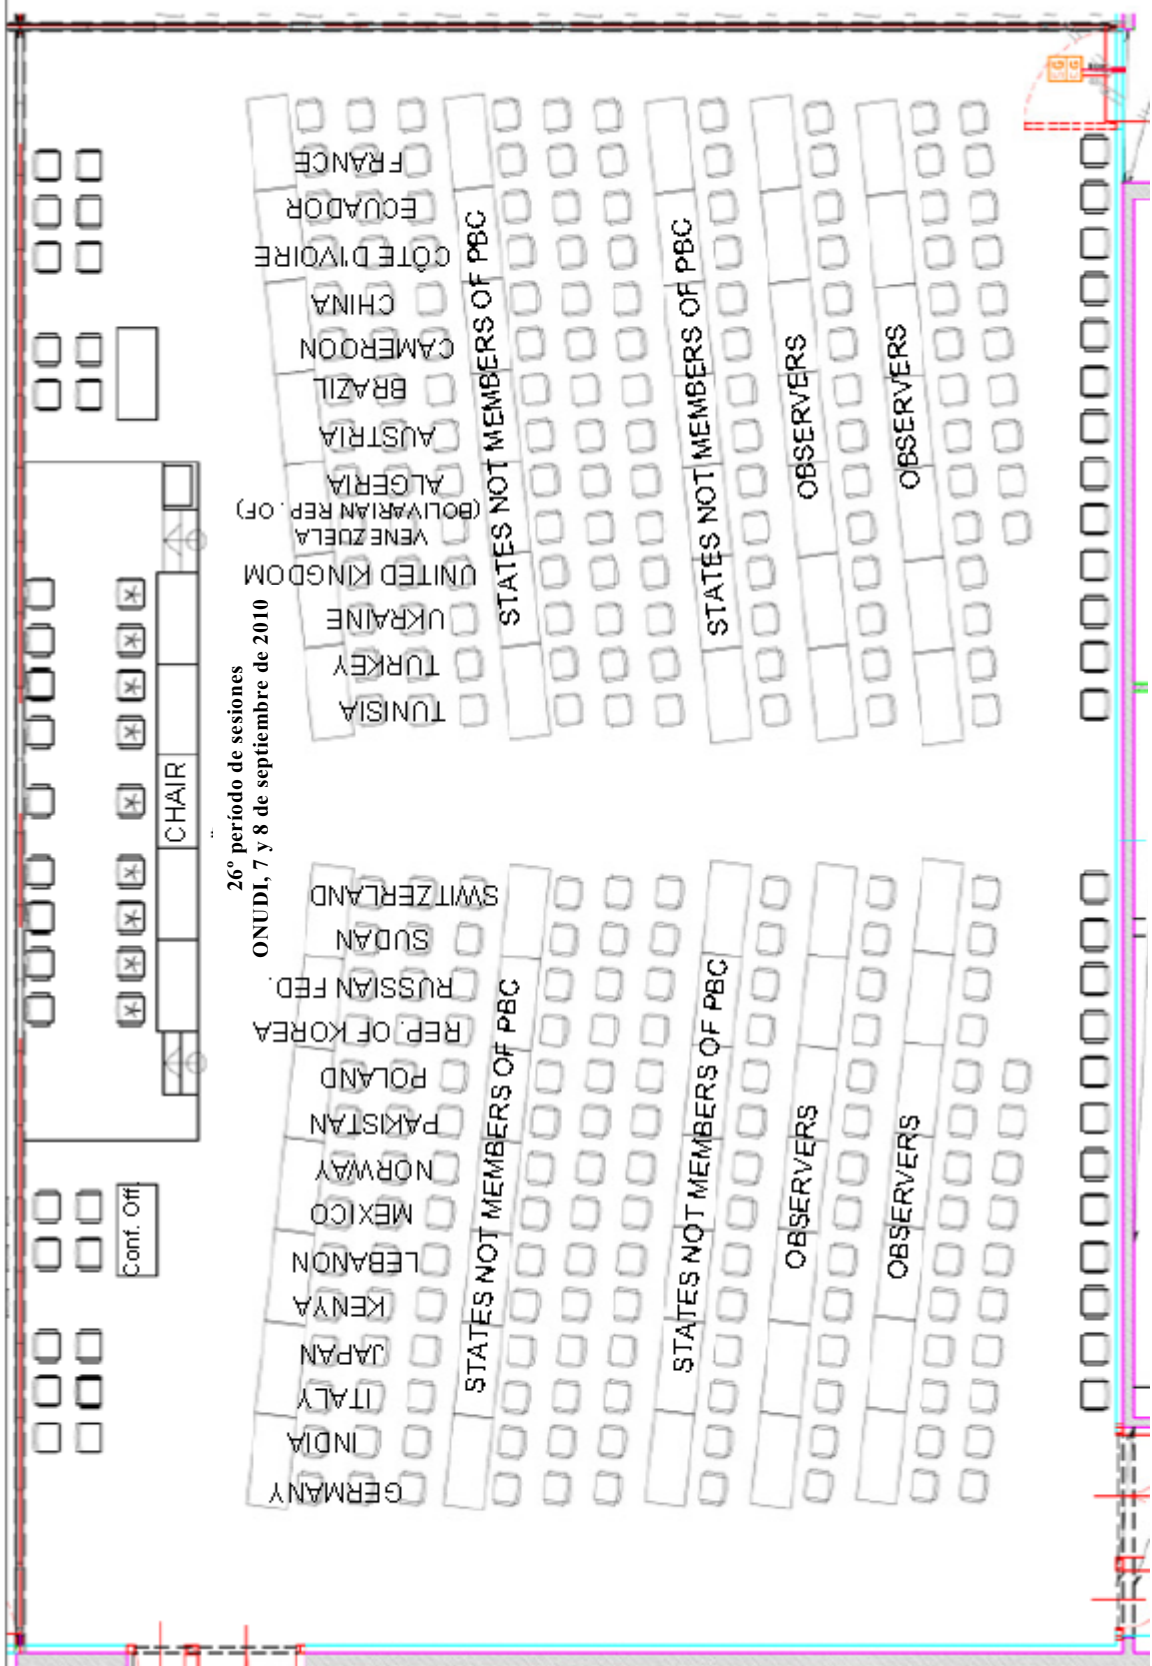 CHAIR
Conf. Off.
26º período de sesiones
ONUDI, 7 y 8 de septiembre de 2010
FRANCE
ECUADOR
CÔTE D'IVOIRE
CHINA
CAMEROON
BRAZIL
AUSTRIA
ALGERIA
VENEZUELA
(BOLIVARIAN REP. OF)
UNITED KINGDOM
UKRAINE
TURKEY
TUNISIA
SWITZERLAND
SUDAN
RUSSIAN FED.
REP. OF KOREA
POLAND
PAKISTAN
NORWAY
MEXICO
LEBANON
KENYA
JAPAN
ITALY
INDIA
GERMANY
STATES NOT MEMBERS OF PBC
STATES NOT MEMBERS OF PBC
OBSERVERS
OBSERVERS
STATES NOT MEMBERS OF PBC
STATES NOT MEMBERS OF PBC
OBSERVERS
OBSERVERS